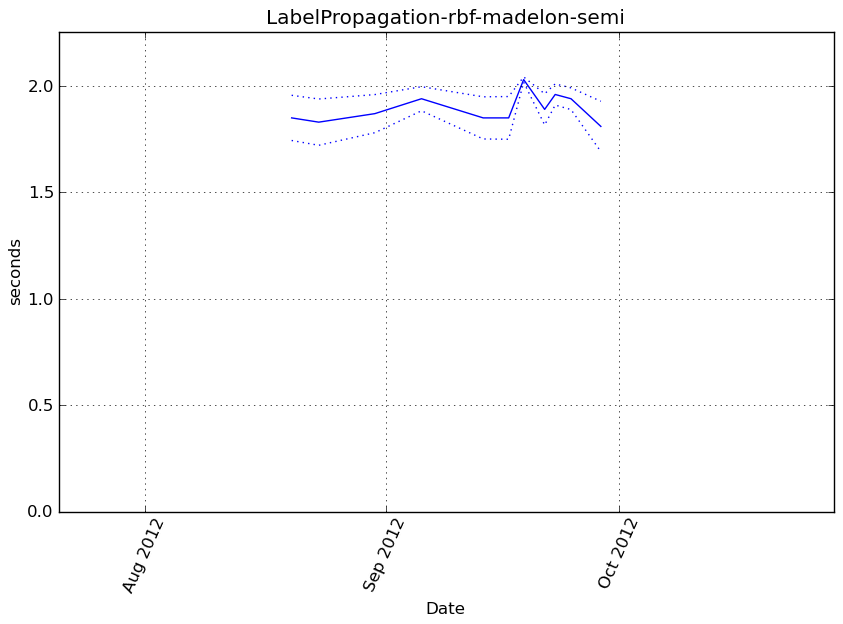 LabelPropagation-rbf-madelon-semi
2.0
1.5
1.0
0.5
0.0
seconds
Aug 2012
Sep 2012
Oct 2012
Date